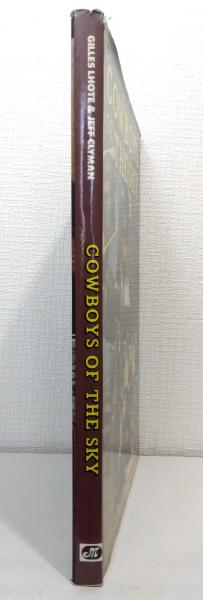 GILLES LHOTE & JEFF CLYMAN
COWBOYS OF THE SKY
M